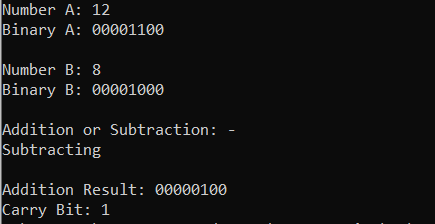 Number A: 12
Binary A: 00001100
Number B: 8
Binary B: 00001000
Addition or Subtraction: -
Subtracting
Addition Result: 00000100
Carry Bit: 1